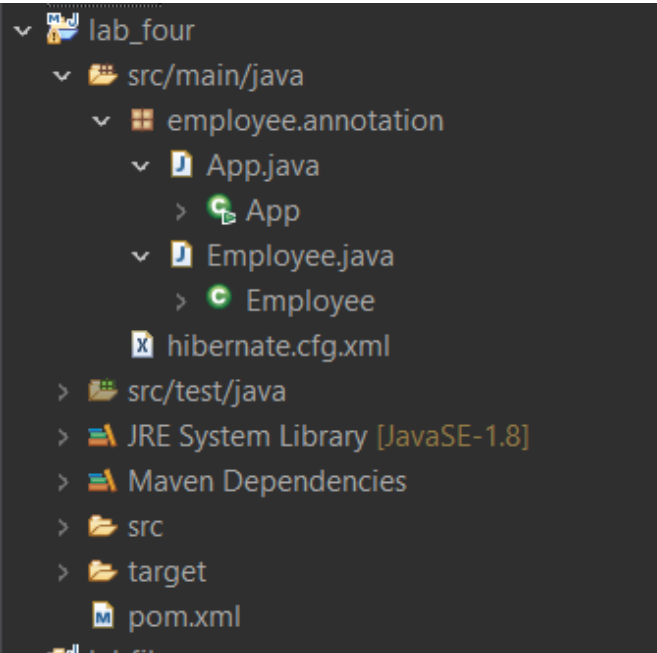 lab_four
src/main/java
employee.annotation
App.java
App
Employee.java
Employee
hibernate.cfg.xml
src/test/java
JRE System Library [JavaSE-1.8]
Maven Dependencies
src
target
pom.xml